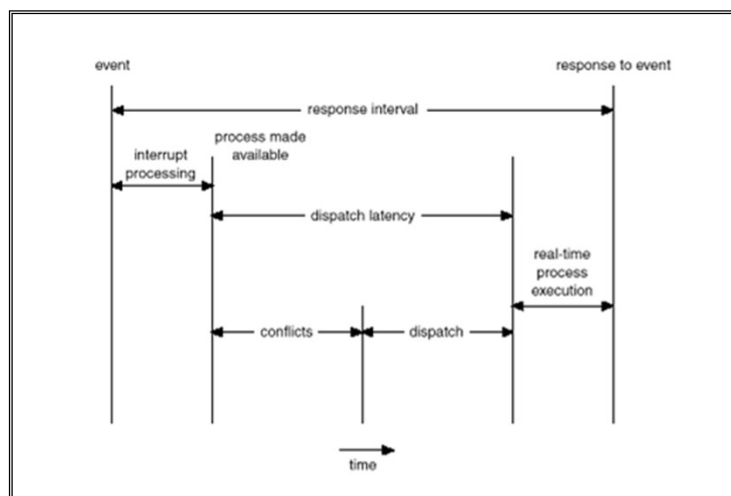 event
response to event
response interval
process made
available
interrupt
processing
dispatch latency
real-time
process
execution
conflicts
dispatch
time